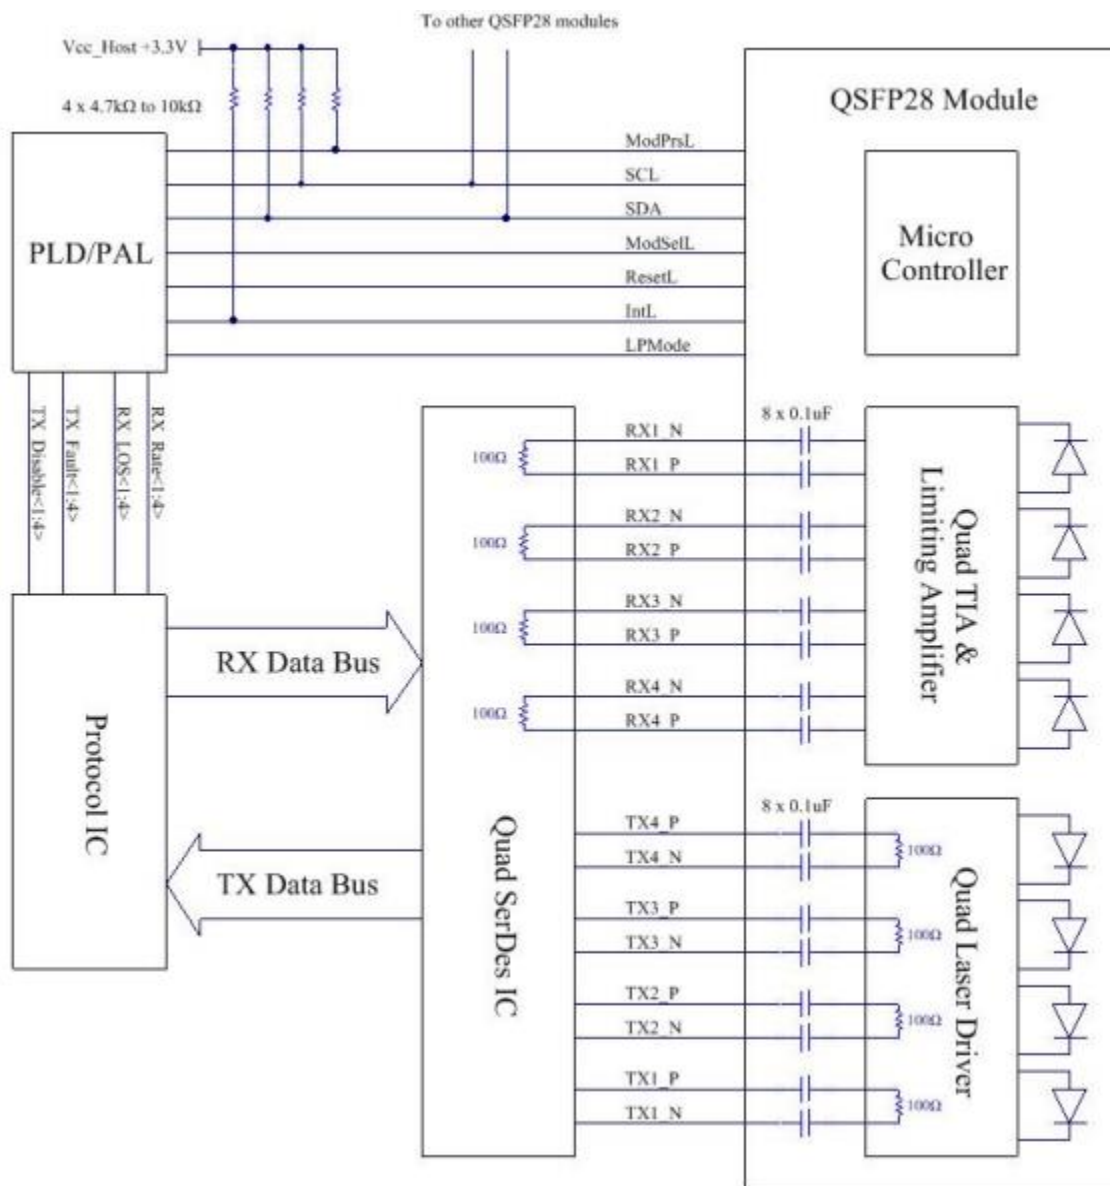 To other QSFP28 modules
Vcc_Host +3.3V
4 x 4.7kΩ to 10kΩ
QSFP28 Module
PLD/PAL
ModPrsL
SCL
SDA
ModSelL
ResetL
IntL
LPMode
Micro
Controller
TX Disable<1:4>
TX Fault<1:4>
RX LOS<1:4>
RX Rate<1:4>
8 x 0.1uF
100Ω
RX1_N
RX1_P
100Ω
RX2_N
RX2_P
100Ω
RX3_N
RX3_P
100Ω
RX4_N
RX4_P
Quad TIA &
Limiting Amplifier
RX Data Bus
Protocol IC
TX Data Bus
Quad SerDes IC
8 x 0.1uF
TX4_P
TX4_N
100Ω
TX3_P
TX3_N
100Ω
TX2_P
TX2_N
100Ω
TX1_P
TX1_N
100Ω
Quad Laser Driver